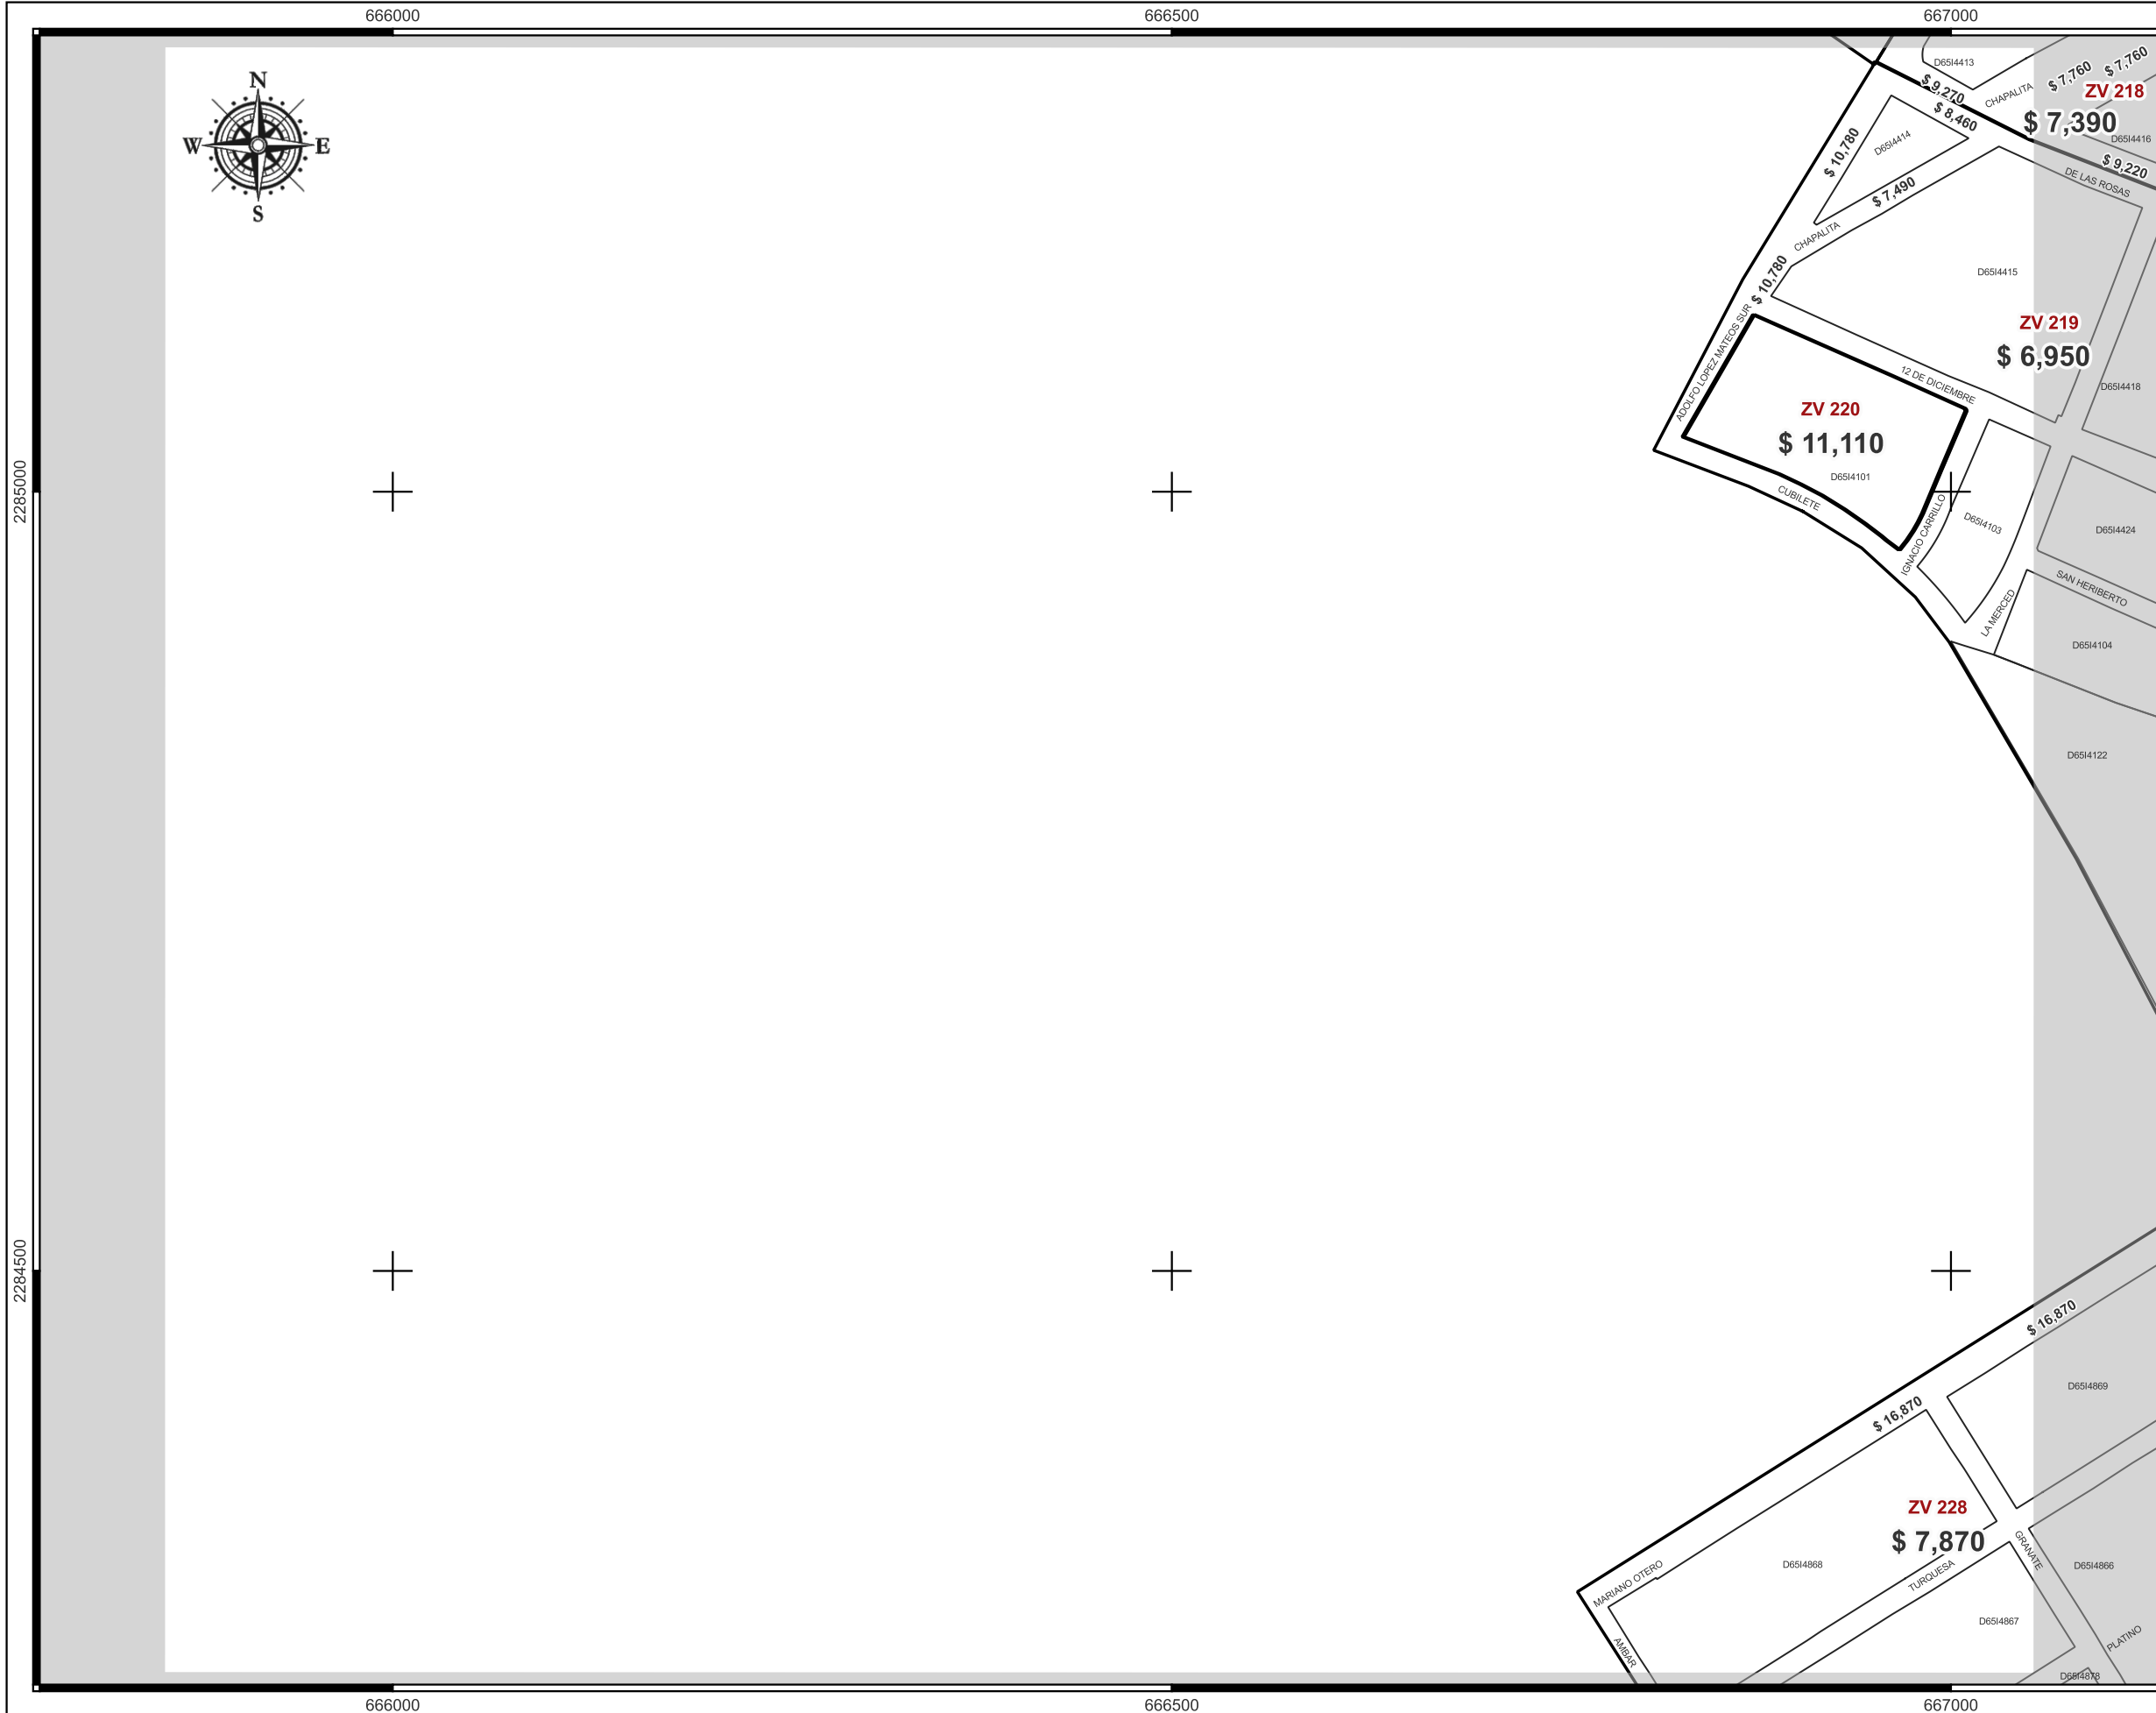 666000
666500
667000
N
W
E
S
D65I4413
$ 9,270
CHAPALITA
$ 7,760
$ 7,760
ZV 218
$ 7,390
D65I4416
$ 8,460
D65I4414
$ 10,780
$ 9,220
DE LAS ROSAS
$ 7,490
CHAPALITA
$ 10,780
D65I4415
ZV 219
$ 6,950
ADOLFO LOPEZ MATEOS SUR
12 DE DICIEMBRE
D65I4418
ZV 220
$ 11,110
D65I4101
2285000
CUBILETE
IGNACIO CARRILLO
D65I4103
D65I4424
SAN HERIBERTO
LA MERCED
D65I4104
D65I4122
2284500
$ 16,870
D65I4869
$ 16,870
ZV 228
$ 7,870
D65I4868
MARIANO OTERO
TURQUESA
GRANATE
D65I4866
D65I4867
AMBAR
PLATINO
D65I4878
666000
666500
667000